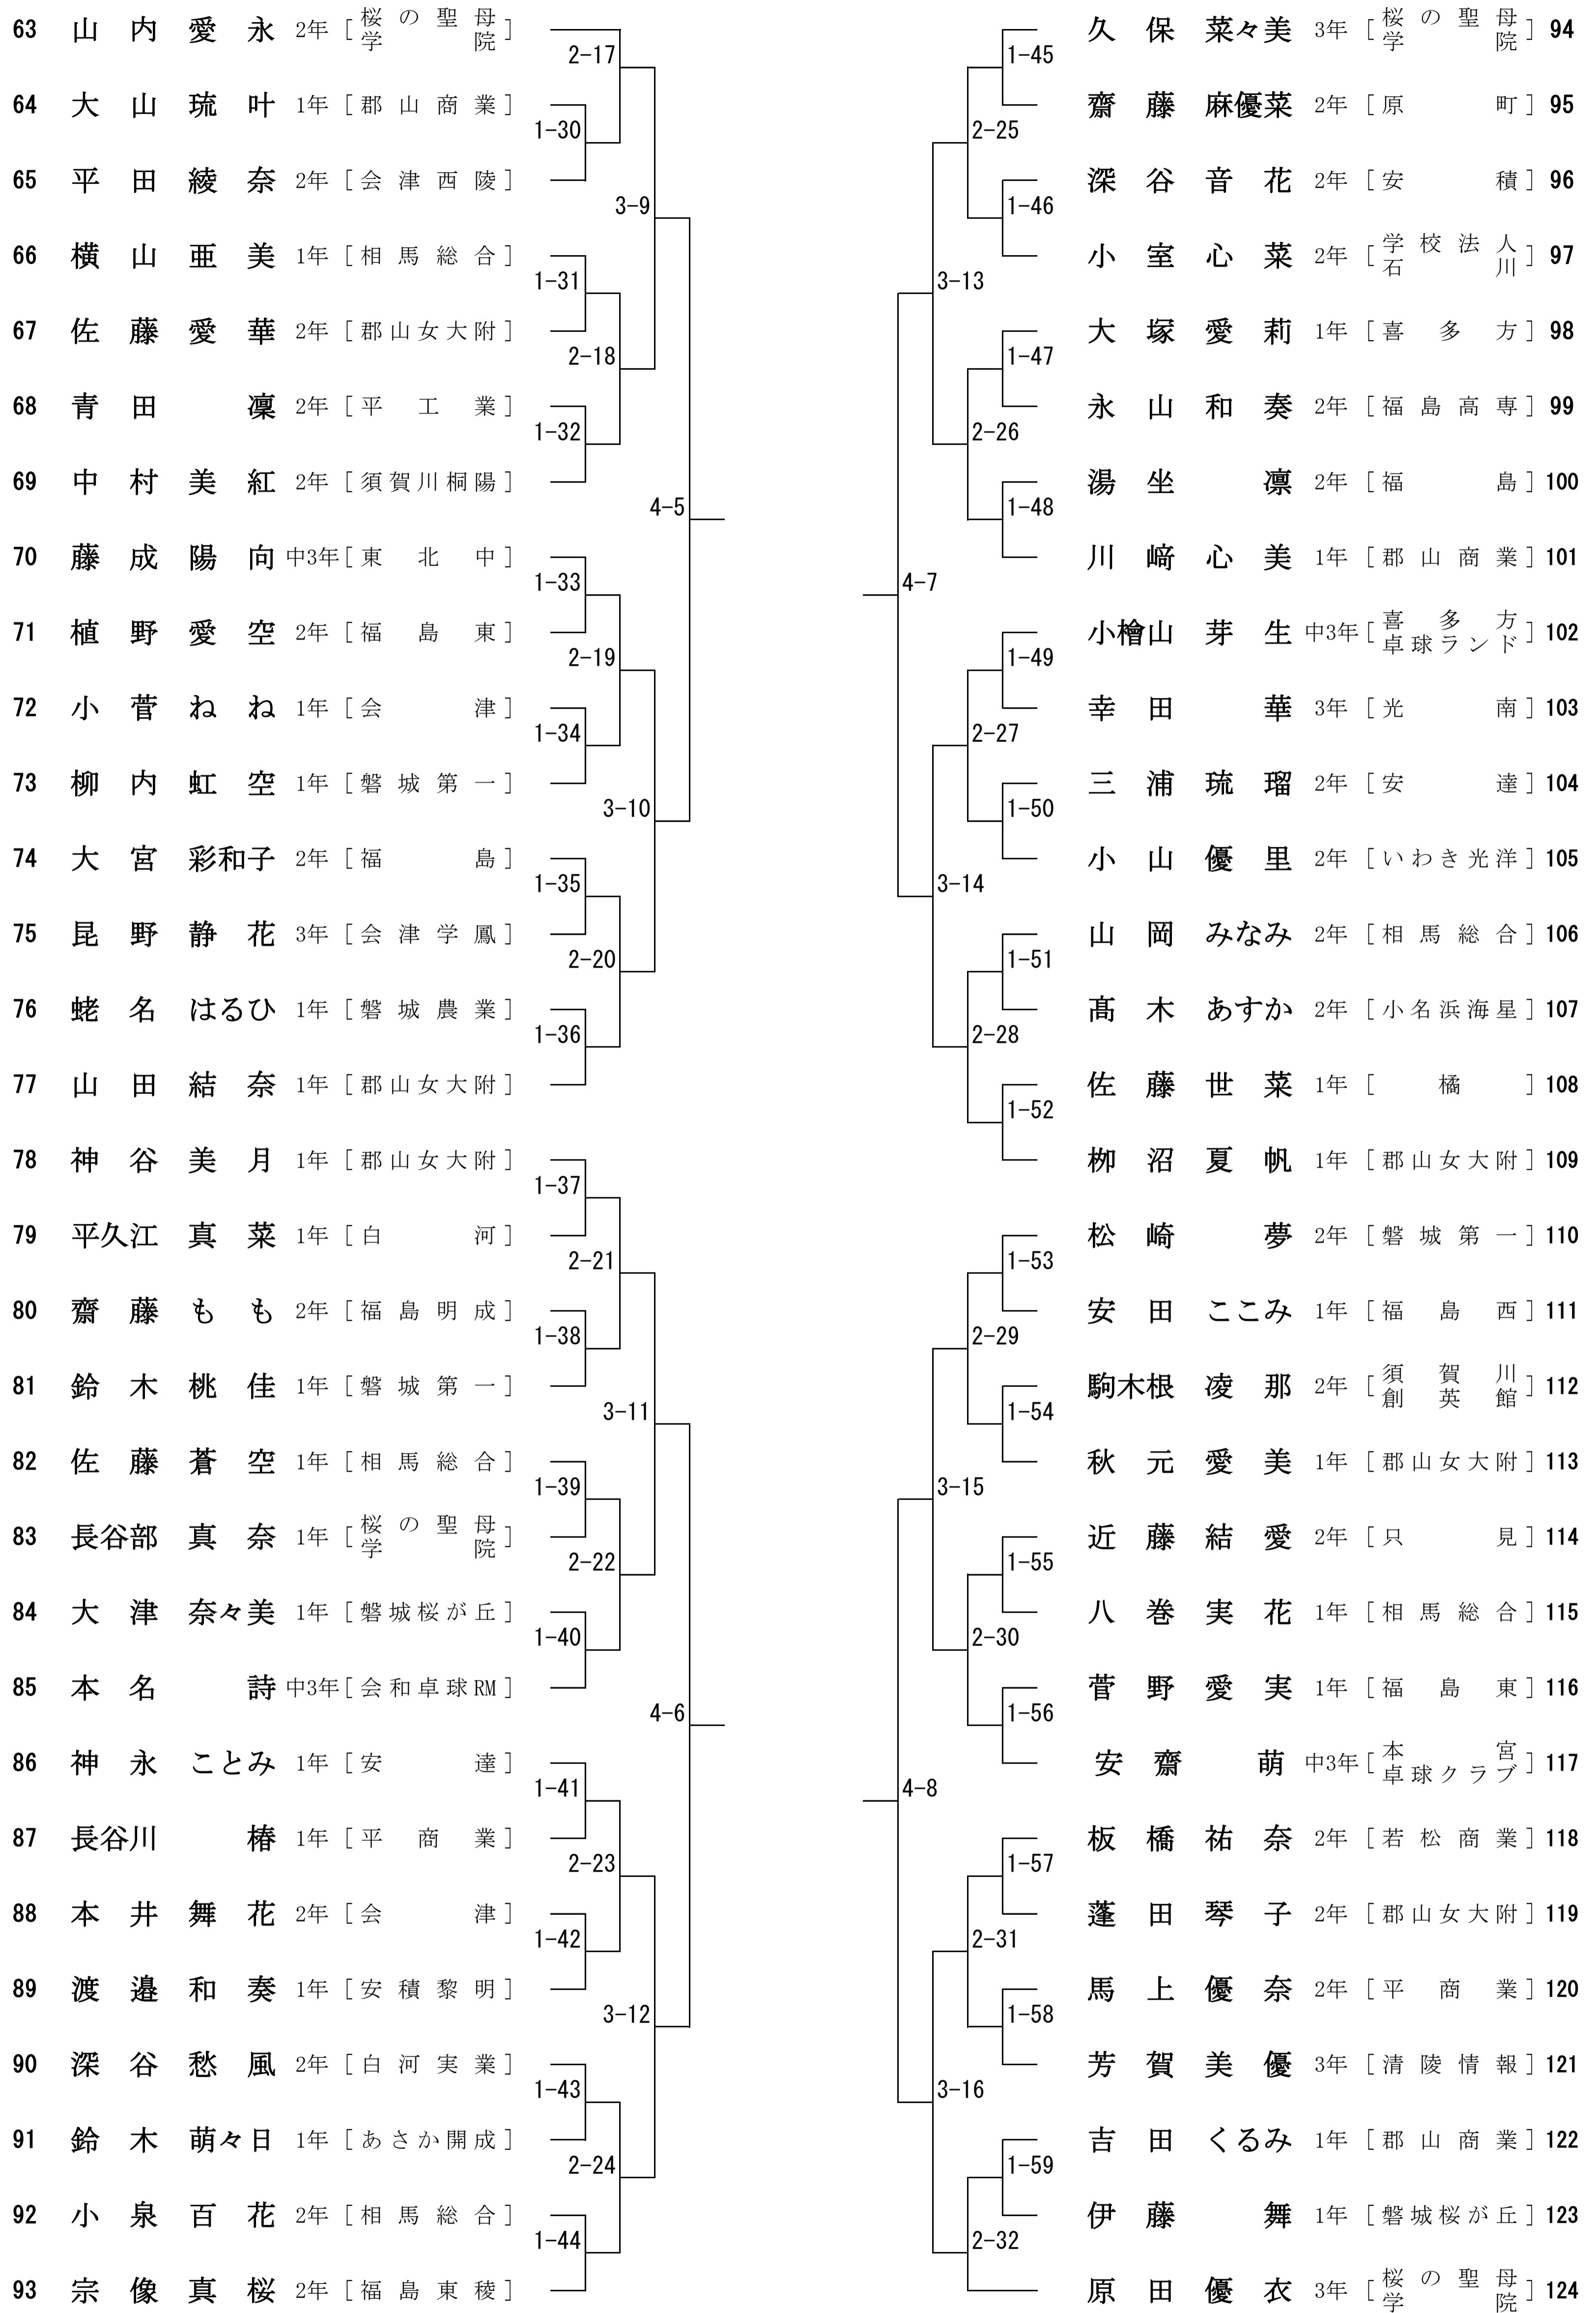 63 山内愛永 2年 [桜の聖母学院]
64 大山琉叶 1年 [郡山商業]
65 平田綾奈 2年 [会津西陵]
66 横山亜美 1年 [相馬総合]
67 佐藤愛華 2年 [郡山女大附]
68 青田凜 2年 [平工業]
69 中村美紅 2年 [須賀川桐陽]
70 藤成陽向 中3年 [東北中]
71 植野愛空 2年 [福島東]
72 小菅ねね 1年 [会津]
73 柳内虹空 1年 [磐城第一]
74 大宮彩和子 2年 [福島]
75 昆野静花 3年 [会津学鳳]
76 蛯名はるひ 1年 [磐城農業]
77 山田結奈 1年 [郡山女大附]
78 神谷美月 1年 [郡山女大附]
79 平久江真菜 1年 [白河]
80 齋藤もも 2年 [福島明成]
81 鈴木桃佳 1年 [磐城第一]
82 佐藤蒼空 1年 [相馬総合]
83 長谷部真奈 1年 [桜の聖母学院]
84 大津奈々美 1年 [磐城桜が丘]
85 本名詩 中3年 [会和卓球RM]
86 神永ことみ 1年 [安達]
87 長谷川椿 1年 [平商業]
88 本井舞花 2年 [会津]
89 渡邉和奏 1年 [安積黎明]
90 深谷愁風 2年 [白河実業]
91 鈴木萌々日 1年 [あさか開成]
92 小泉百花 2年 [相馬総合]
93 宗像真桜 2年 [福島東稜]
2-17
1-30
3-9
1-31
2-18
1-32
4-5
1-33
2-19
1-34
3-10
1-35
2-20
1-36
1-37
2-21
1-38
3-11
1-39
2-22
1-40
4-6
1-41
2-23
1-42
3-12
1-43
2-24
1-44
久保菜々美 3年 [桜の聖母学院] 94
齋藤麻優菜 2年 [原町] 95
深谷音花 2年 [安積] 96
小室心菜 2年 [学校法人石川] 97
大塚愛莉 1年 [喜多方] 98
永山和奏 2年 [福島高専] 99
湯坐凛 2年 [福島] 100
川﨑心美 1年 [郡山商業] 101
小檜山芽生 中3年 [喜多方卓球ランド] 102
幸田華 3年 [光南] 103
三浦琉瑠 2年 [安達] 104
小山優里 2年 [いわき光洋] 105
山岡みなみ 2年 [相馬総合] 106
髙木あすか 2年 [小名浜海星] 107
佐藤世菜 1年 [橘] 108
栁沼夏帆 1年 [郡山女大附] 109
松崎夢 2年 [磐城第一] 110
安田ここみ 1年 [福島西] 111
駒木根凌那 2年 [須賀川創英館] 112
秋元愛美 1年 [郡山女大附] 113
近藤結愛 2年 [只見] 114
八巻実花 1年 [相馬総合] 115
菅野愛実 1年 [福島東] 116
安齋萌 中3年 [本宮卓球クラブ] 117
板橋祐奈 2年 [若松商業] 118
蓬田琴子 2年 [郡山女大附] 119
馬上優奈 2年 [平商業] 120
芳賀美優 3年 [清陵情報] 121
吉田くるみ 1年 [郡山商業] 122
伊藤舞 1年 [磐城桜が丘] 123
原田優衣 3年 [桜の聖母学院] 124
1-45
2-25
1-46
3-13
1-47
2-26
1-48
4-7
1-49
2-27
1-50
3-14
1-51
2-28
1-52
1-53
2-29
1-54
3-15
1-55
2-30
1-56
4-8
1-57
2-31
1-58
3-16
1-59
2-32